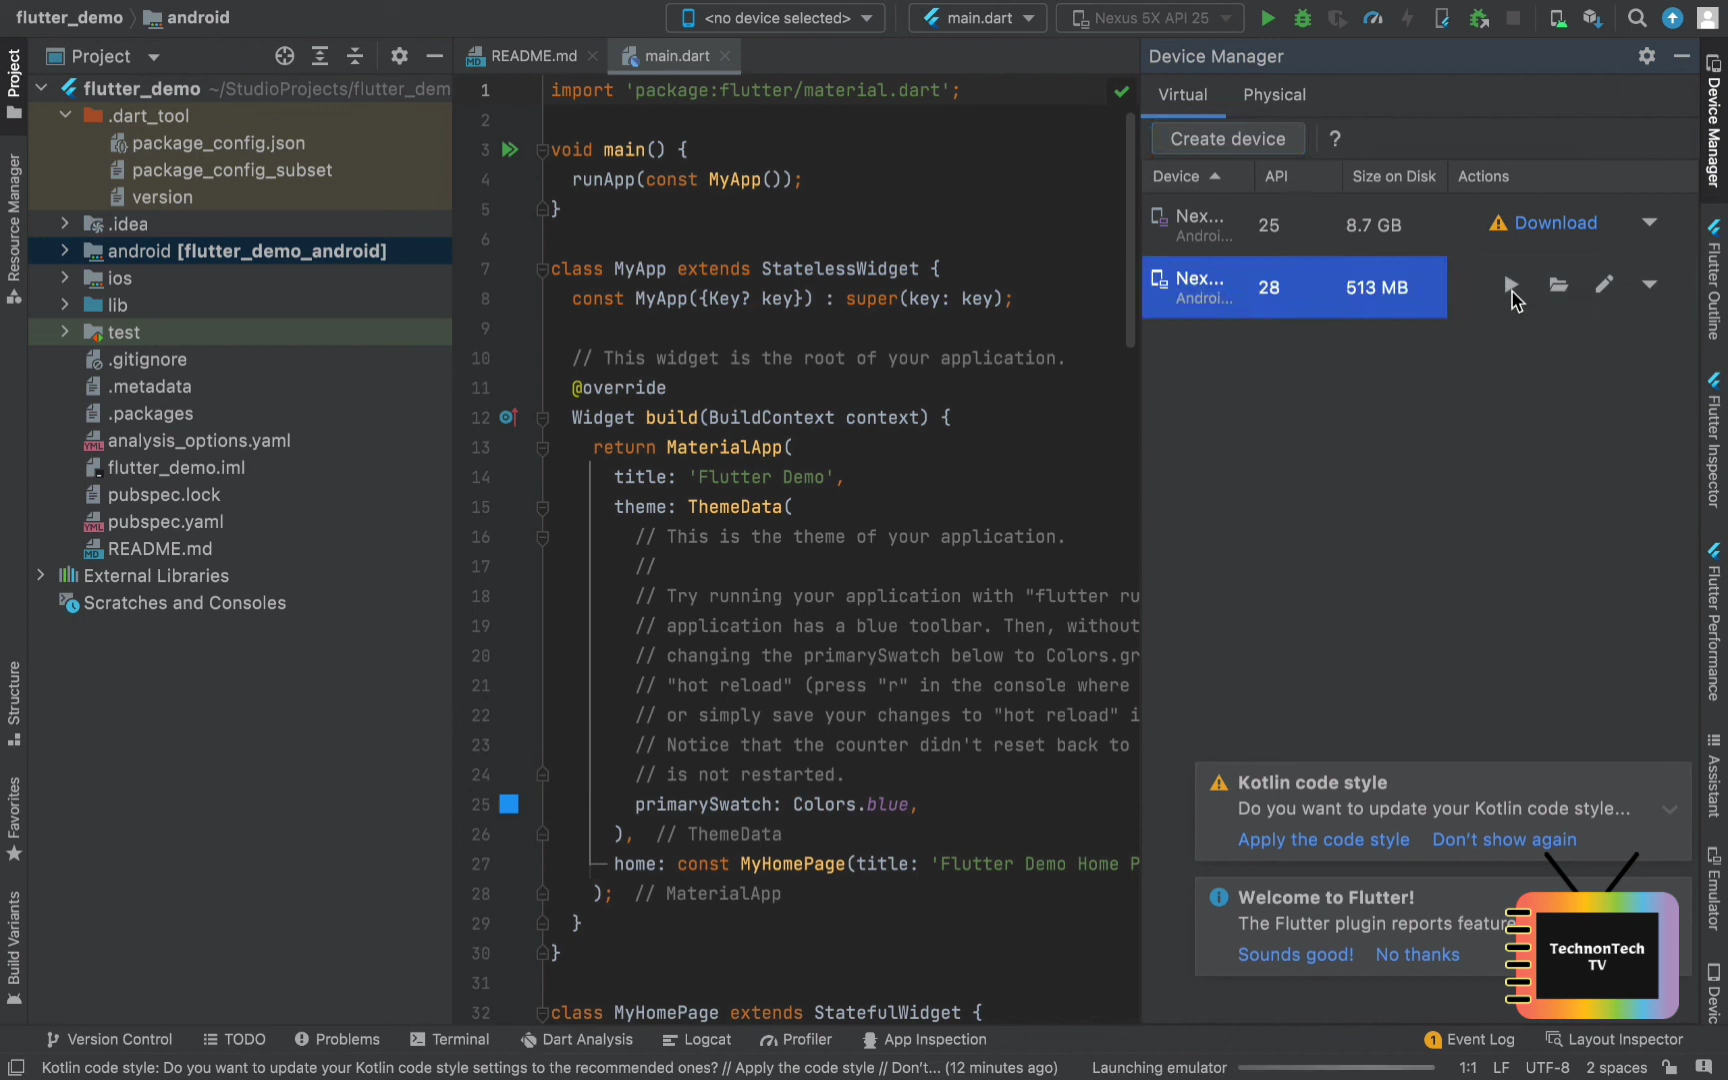 flutter_demo
android
<no device selected>
main.dart
Nexus 5X API 25
Project
README.md
main.dart
Device Manager
flutter_demo ~/StudioProjects/flutter_dem
.dart_tool
package_config.json
package_config_subset
version
.idea
android [flutter_demo_android]
ios
lib
test
.gitignore
.metadata
.packages
analysis_options.yaml
flutter_demo.iml
pubspec.lock
pubspec.yaml
README.md
External Libraries
Scratches and Consoles
Project
Resource Manager
Structure
Favorites
Build Variants
1 import 'package:flutter/material.dart';
2
3 void main() {
4 runApp(const MyApp());
5 }
6
7 class MyApp extends StatelessWidget {
8 const MyApp({Key? key}) : super(key: key);
9
10 // This widget is the root of your application.
11 @override
12 Widget build(BuildContext context) {
13 return MaterialApp(
14 title: 'Flutter Demo',
15 theme: ThemeData(
16 // This is the theme of your application.
17 //
18 // Try running your application with "flutter ru
19 // application has a blue toolbar. Then, without
20 // changing the primarySwatch below to Colors.gr
21 // "hot reload" (press "r" in the console where
22 // or simply save your changes to "hot reload" i
23 // Notice that the counter didn't reset back to
24 // is not restarted.
25 primarySwatch: Colors.blue,
26 ), // ThemeData
27 home: const MyHomePage(title: 'Flutter Demo Home P
28 ); // MaterialApp
29 }
30 }
31
32 class MyHomePage extends StatefulWidget {
Virtual Physical
Create device ?
Device API Size on Disk Actions
Nex... 25 8.7 GB Download
Androi...
Nex... 28 513 MB
Androi...
Kotlin code style
Do you want to update your Kotlin code style...
Apply the code style Don't show again
Welcome to Flutter!
The Flutter plugin reports feature
Sounds good! No thanks
TechnonTech
TV
Device Manager
Flutter Outline
Flutter Inspector
Flutter Performance
Assistant
Emulator
Devic
Version Control TODO Problems Terminal Dart Analysis Logcat Profiler App Inspection 1 Event Log Layout Inspector
Kotlin code style: Do you want to update your Kotlin code style settings to the recommended ones? // Apply the code style // Don't... (12 minutes ago) Launching emulator 1:1 LF UTF-8 2 spaces